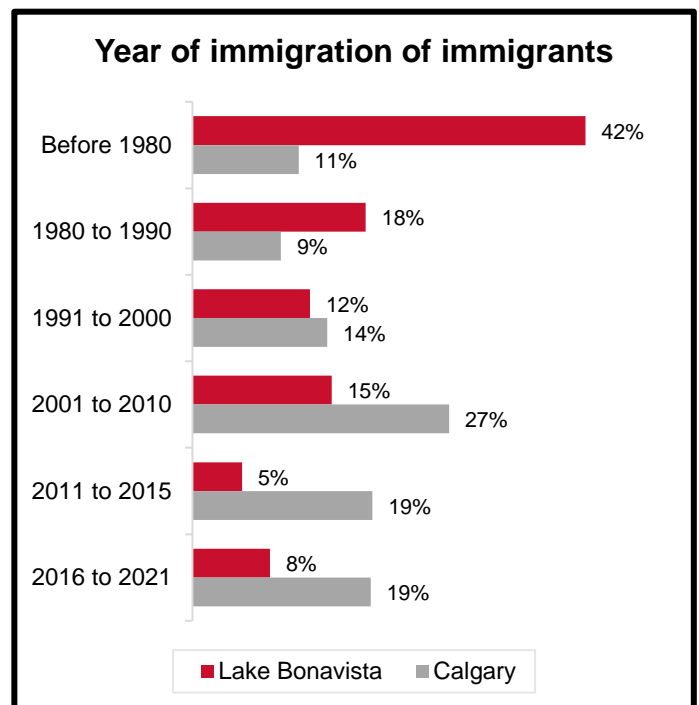 Year of immigration of immigrants
Before 1980
42%
11%
1980 to 1990
18%
9%
1991 to 2000
12%
14%
2001 to 2010
15%
27%
2011 to 2015
5%
19%
2016 to 2021
8%
19%
Lake Bonavista Calgary